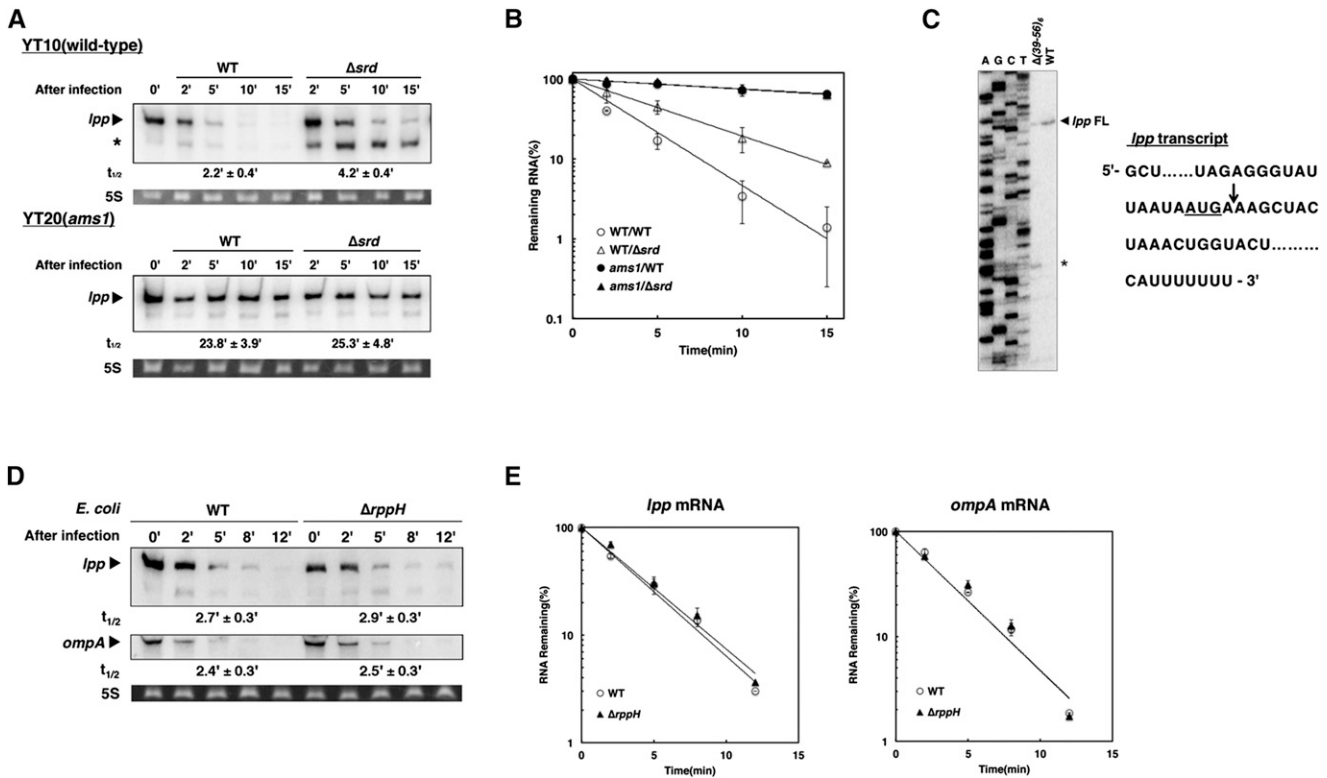 A
YT10(wild-type)
WT Δsrd
After infection 0' 2' 5' 10' 15' 2' 5' 10' 15'
lpp ►
*
t1/2 2.2' ± 0.4' 4.2' ± 0.4'
5S
YT20(ams1)
WT Δsrd
After infection 0' 2' 5' 10' 15' 2' 5' 10' 15'
lpp ►
t1/2 23.8' ± 3.9' 25.3' ± 4.8'
5S
B
Remaining RNA(%)
100
10
1
0.1
○ WT/WT
△ WT/Δsrd
● ams1/WT
▲ ams1/Δsrd
0 5 10 15
Time(min)
C
A G C T Δ(39-56)6 WT
◄ lpp FL
*
lpp transcript
5'- GCU......UAGAGGGUAU
UAAUAAUGAAAGCUAC
UAAACUGGUACU.........
CAUUUUUUU - 3'
D
E. coli WT ΔrppH
After infection 0' 2' 5' 8' 12' 0' 2' 5' 8' 12'
lpp ►
t1/2 2.7' ± 0.3' 2.9' ± 0.3'
ompA ►
t1/2 2.4' ± 0.3' 2.5' ± 0.3'
5S
E
lpp mRNA
RNA Remaining(%)
100
10
1
○ WT
▲ ΔrppH
0 5 10 15
Time(min)
ompA mRNA
RNA Remaining(%)
100
10
1
○ WT
▲ ΔrppH
0 5 10 15
Time(min)